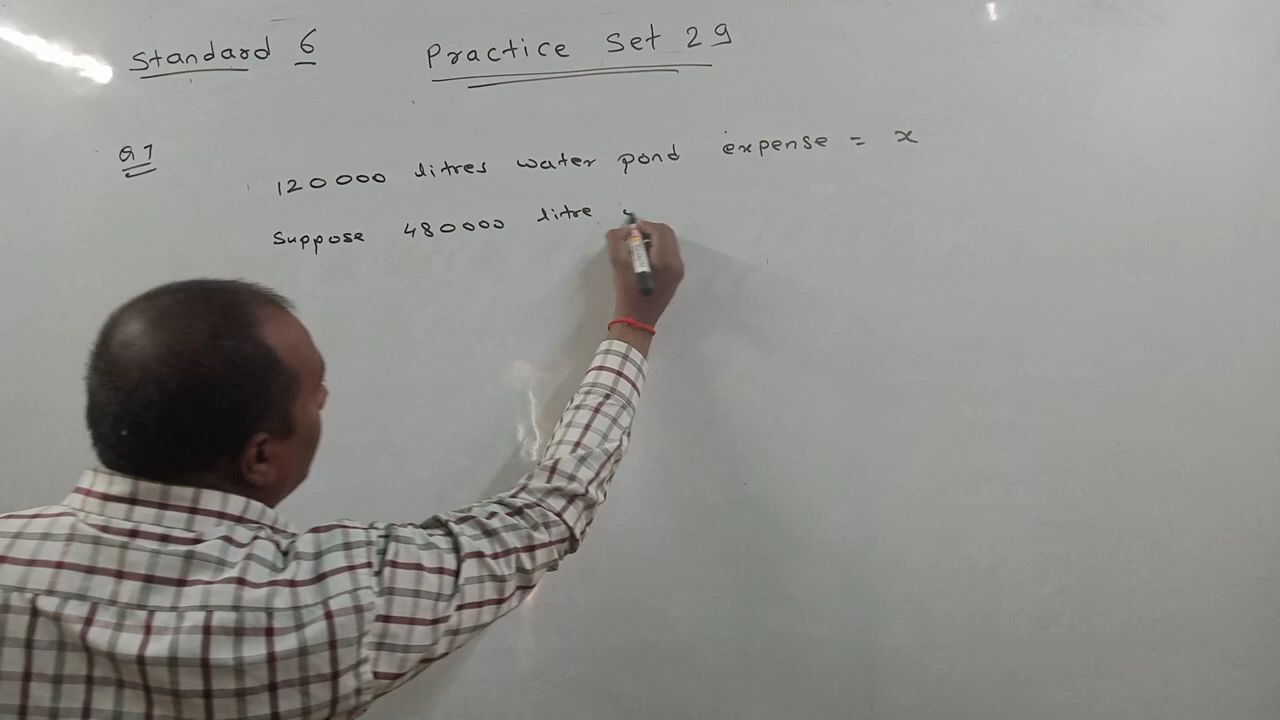 Standard 6 Practice Set 29
Q 7
120000 litres water pond expense = x
Suppose 480000 litre